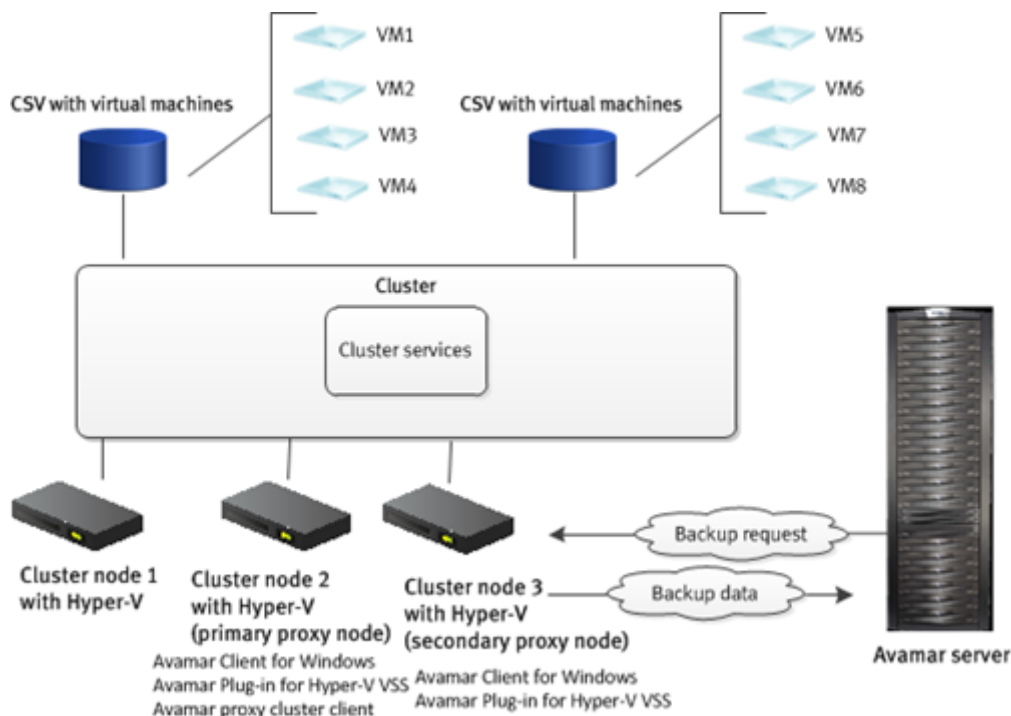 VM1
VM2
VM3
VM4
CSV with virtual machines
VM5
VM6
VM7
VM8
CSV with virtual machines
Cluster
Cluster services
Cluster node 1
with Hyper-V
Cluster node 2
with Hyper-V
(primary proxy node)
Avamar Client for Windows
Avamar Plug-in for Hyper-V VSS
Avamar proxy cluster client
Cluster node 3
with Hyper-V
(secondary proxy node)
Avamar Client for Windows
Avamar Plug-in for Hyper-V VSS
Backup request
Backup data
Avamar server